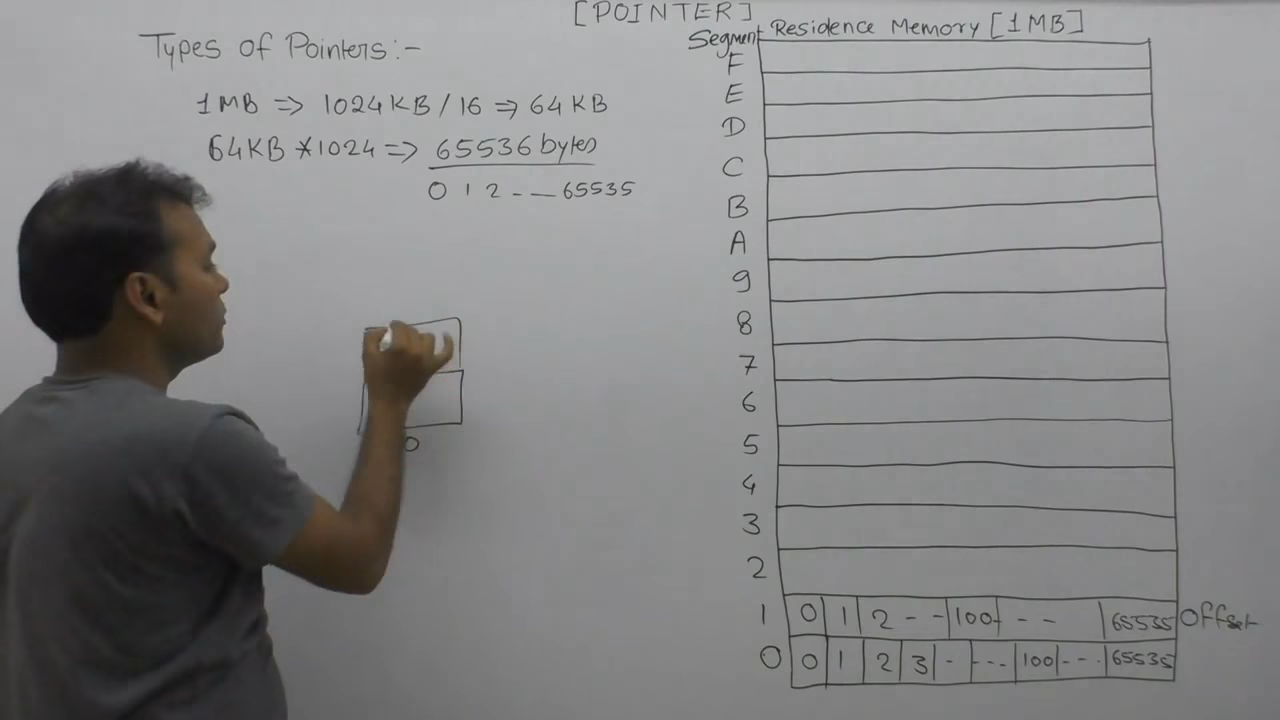 [POINTER]
Types of Pointers:-
1MB => 1024KB / 16 => 64KB
64KB *1024 => 65536 bytes
0 1 2 - — 65535
0
Segment Residence Memory [1MB]
F
E
D
C
B
A
9
8
7
6
5
4
3
2
1 0 1 2 - - 100 - - 65535 Offset
0 0 1 2 3 - --- 100 --- 65535